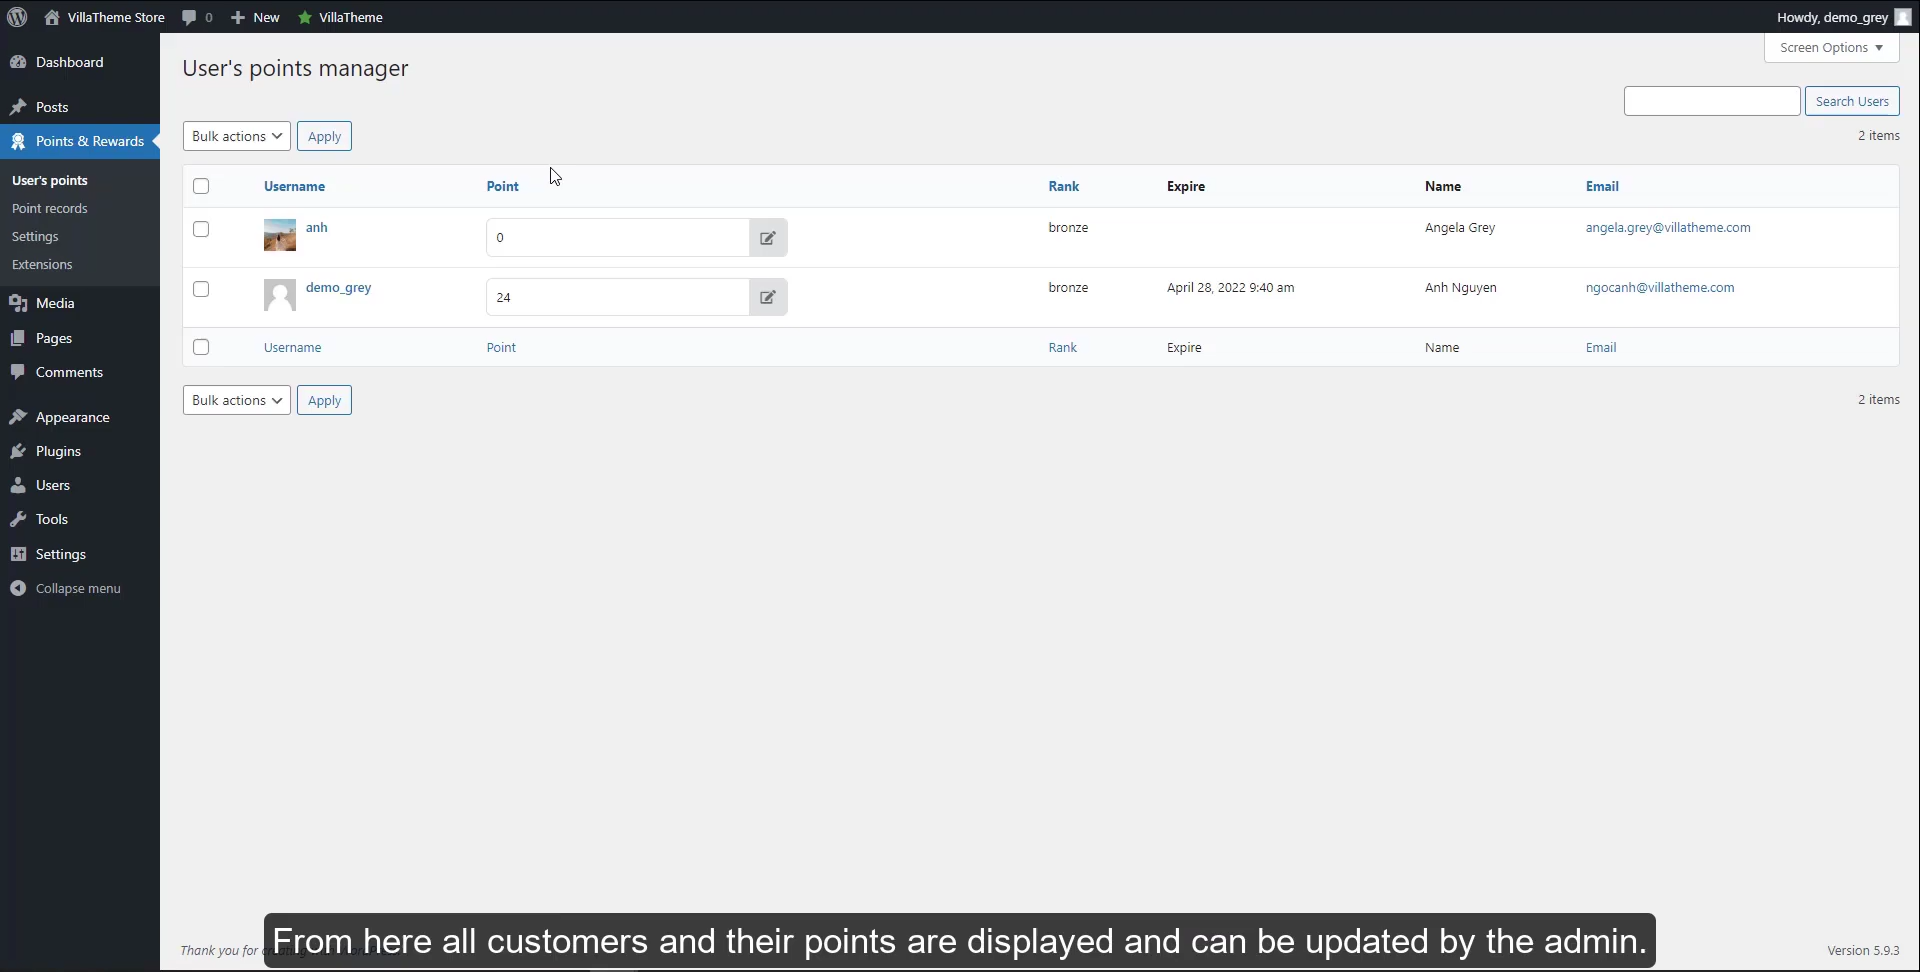 VillaTheme Store 0 New VillaTheme Howdy, demo_grey
Screen Options
Dashboard
Posts
Points & Rewards
User's points
Point records
Settings
Extensions
Media
Pages
Comments
Appearance
Plugins
Users
Tools
Settings
Collapse menu
User's points manager
Search Users
Bulk actions Apply 2 items
Username Point Rank Expire Name Email
anh 0 bronze Angela Grey angela.grey@villatheme.com
demo_grey 24 bronze April 28, 2022 9:40 am Anh Nguyen ngocanh@villatheme.com
Username Point Rank Expire Name Email
Bulk actions Apply 2 items
From here all customers and their points are displayed and can be updated by the admin.
Thank you for Version 5.9.3